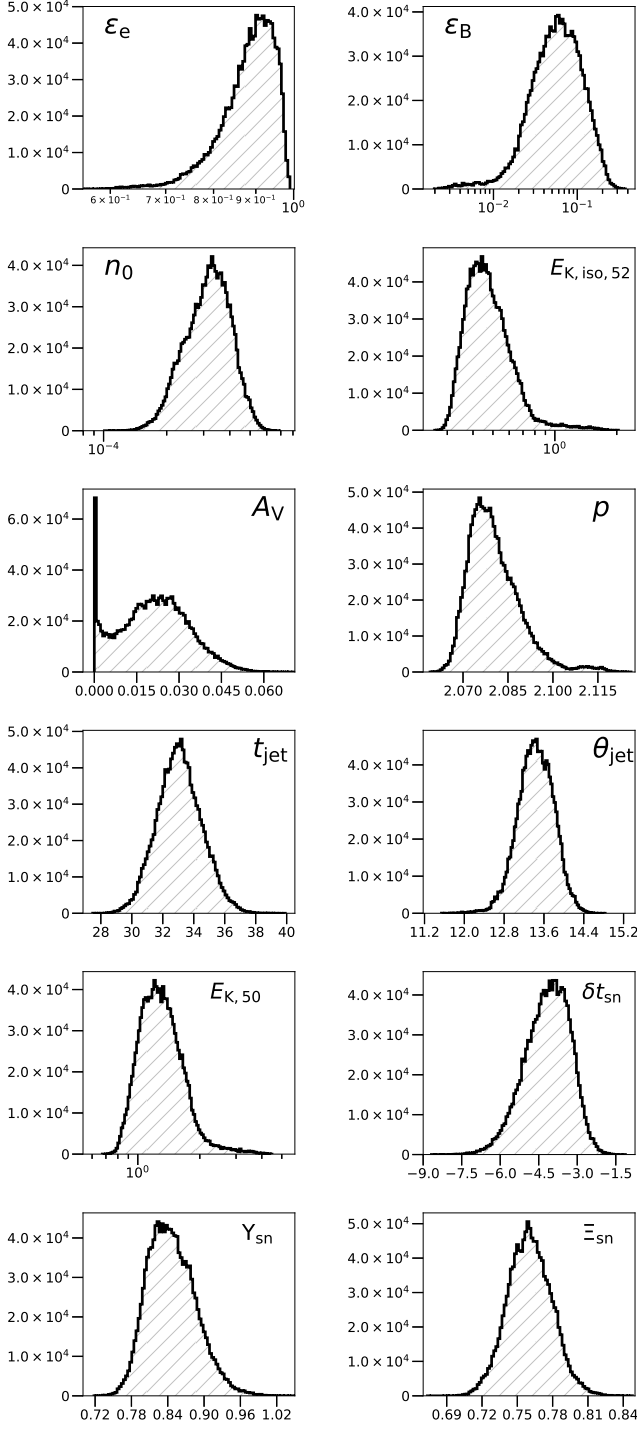 5.0 × 10⁴
4.0 × 10⁴
3.0 × 10⁴
2.0 × 10⁴
1.0 × 10⁴
0
6 × 10⁻¹ 7 × 10⁻¹ 8 × 10⁻¹ 9 × 10⁻¹ 10⁰
ϵₑ
4.0 × 10⁴
3.0 × 10⁴
2.0 × 10⁴
1.0 × 10⁴
0
10⁻² 10⁻¹
ϵ_B
4.0 × 10⁴
3.0 × 10⁴
2.0 × 10⁴
1.0 × 10⁴
0
10⁻⁴
n₀
4.0 × 10⁴
3.0 × 10⁴
2.0 × 10⁴
1.0 × 10⁴
0
10⁰
E_K, iso, 52
6.0 × 10⁴
4.0 × 10⁴
2.0 × 10⁴
0
0.000 0.015 0.030 0.045 0.060
A_V
5.0 × 10⁴
4.0 × 10⁴
3.0 × 10⁴
2.0 × 10⁴
1.0 × 10⁴
0
2.070 2.085 2.100 2.115
p
5.0 × 10⁴
4.0 × 10⁴
3.0 × 10⁴
2.0 × 10⁴
1.0 × 10⁴
0
28 30 32 34 36 38 40
t_jet
4.0 × 10⁴
3.0 × 10⁴
2.0 × 10⁴
1.0 × 10⁴
0
11.2 12.0 12.8 13.6 14.4 15.2
θ_jet
4.0 × 10⁴
3.0 × 10⁴
2.0 × 10⁴
1.0 × 10⁴
0
10⁰
E_K, 50
4.0 × 10⁴
3.0 × 10⁴
2.0 × 10⁴
1.0 × 10⁴
0
−9.0 −7.5 −6.0 −4.5 −3.0 −1.5
δt_sn
4.0 × 10⁴
3.0 × 10⁴
2.0 × 10⁴
1.0 × 10⁴
0
0.72 0.78 0.84 0.90 0.96 1.02
Υ_sn
5.0 × 10⁴
4.0 × 10⁴
3.0 × 10⁴
2.0 × 10⁴
1.0 × 10⁴
0
0.69 0.72 0.75 0.78 0.81 0.84
Ξ_sn